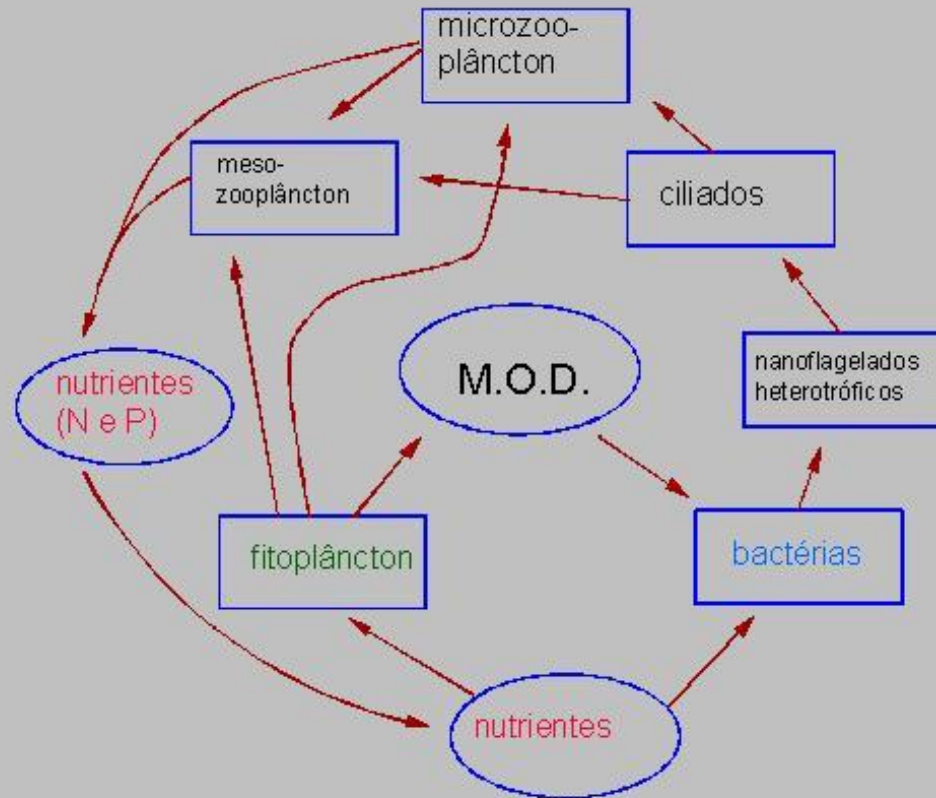 microzoo-
plâncton
meso-
zooplâncton
ciliados
nanoflagelados
heterotróficos
M.O.D.
nutrientes
(N e P)
fitoplâncton
bactérias
nutrientes